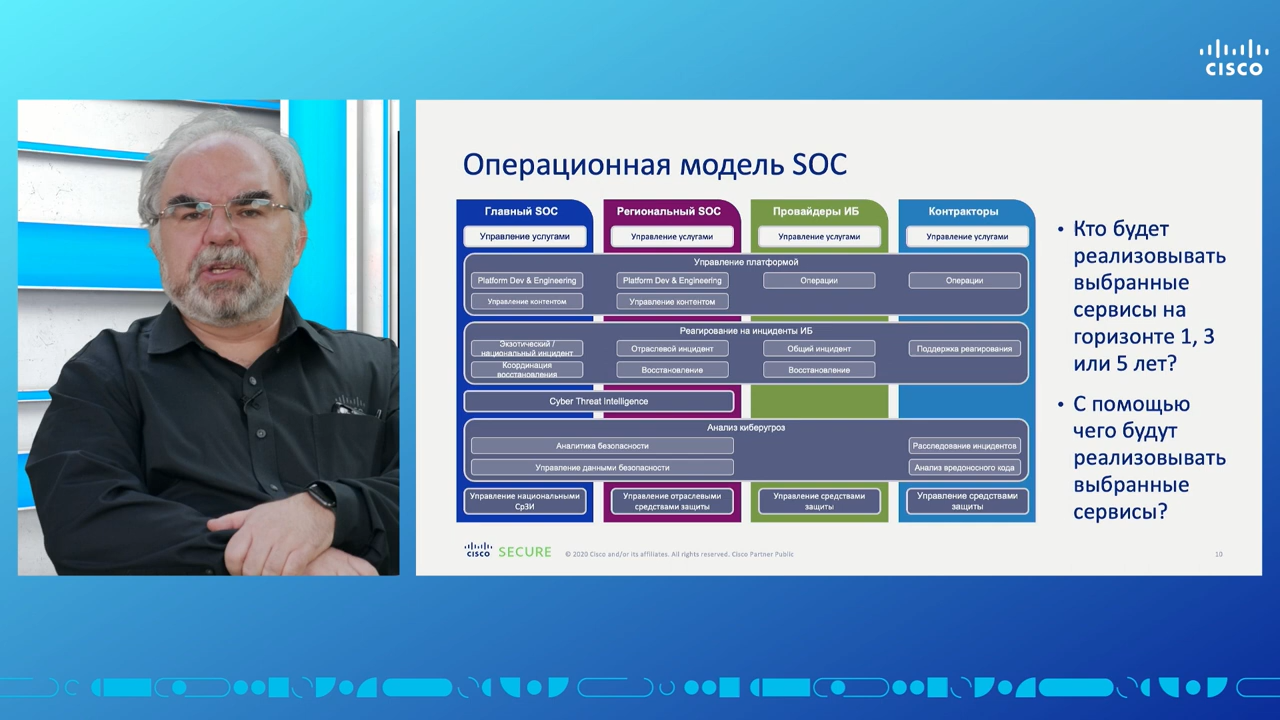 CISCO
Операционная модель SOC
Главный SOC
Региональный SOC
Провайдеры ИБ
Контракторы
Управление услугами
Управление услугами
Управление услугами
Управление услугами
Управление платформой
Platform Dev & Engineering
Platform Dev & Engineering
Операции
Операции
Управление контентом
Управление контентом
Реагирование на инциденты ИБ
Экзотический /
национальный инцидент
Отраслевой инцидент
Общий инцидент
Поддержка реагирования
Координация
восстановления
Восстановление
Восстановление
Cyber Threat Intelligence
Анализ киберугроз
Аналитика безопасности
Расследование инцидентов
Управление данными безопасности
Анализ вредоносного кода
Управление национальными
СрЗИ
Управление отраслевыми
средствами защиты
Управление средствами
защиты
Управление средствами
защиты
• Кто будет
реализовывать
выбранные
сервисы на
горизонте 1, 3
или 5 лет?
• С помощью
чего будут
реализовывать
выбранные
сервисы?
CISCO SECURE
© 2020 Cisco and/or its affiliates. All rights reserved. Cisco Partner Public
10